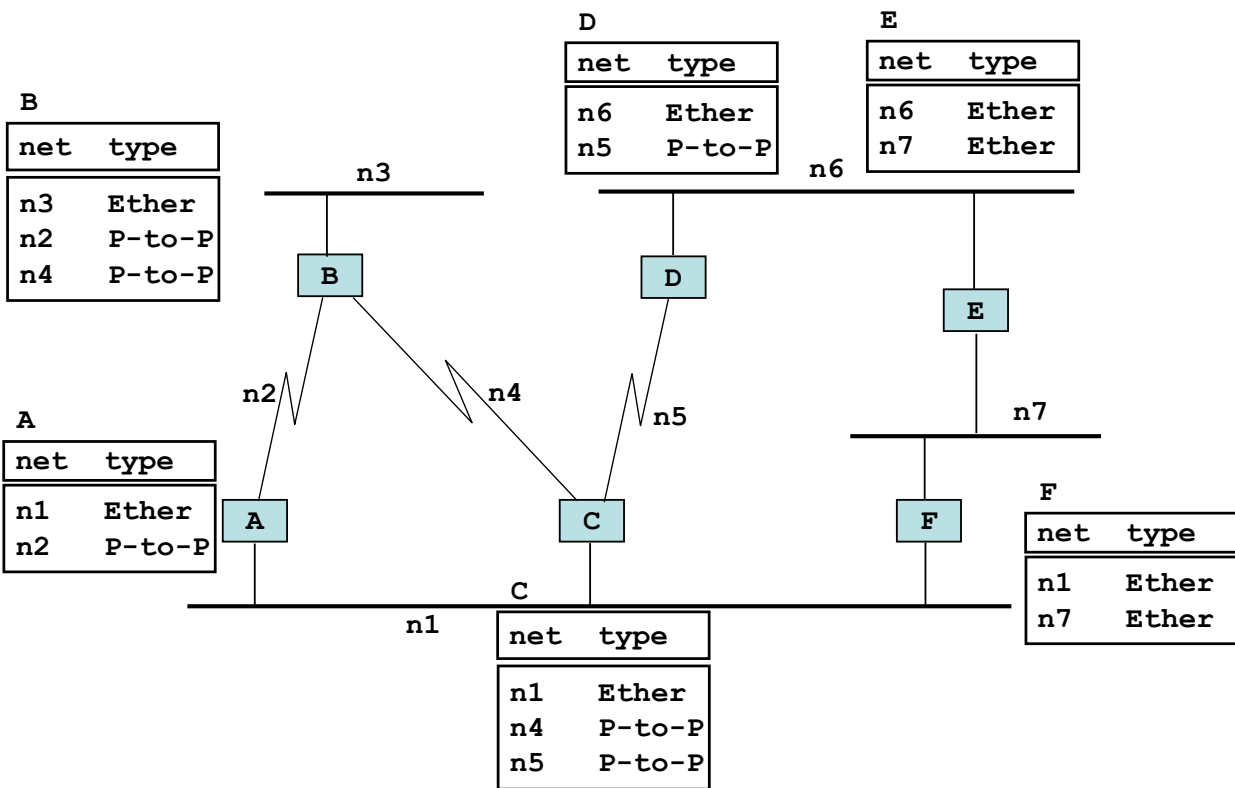 D
net type
n6 Ether
n5 P-to-P
E
net type
n6 Ether
n7 Ether
B
net type
n3 Ether
n2 P-to-P
n4 P-to-P
n3
n6
B
D
E
n2
n4
n5
n7
A
net type
n1 Ether
n2 P-to-P
A
C
F
F
net type
n1 Ether
n7 Ether
n1
C
net type
n1 Ether
n4 P-to-P
n5 P-to-P